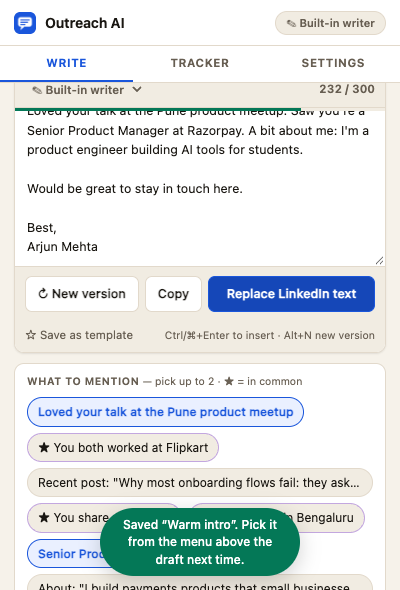 Outreach AI
✎ Built-in writer
WRITE
TRACKER
SETTINGS
✎ Built-in writer
232 / 300
Loved your talk at the Pune product meetup. Saw you're a
Senior Product Manager at Razorpay. A bit about me: I'm a
product engineer building AI tools for students.
Would be great to stay in touch here.
Best,
Arjun Mehta
↻ New version
Copy
Replace LinkedIn text
☆ Save as template
Ctrl/⌘+Enter to insert · Alt+N new version
WHAT TO MENTION — pick up to 2 · ★ = in common
Loved your talk at the Pune product meetup
★ You both worked at Flipkart
Recent post: "Why most onboarding flows fail: they ask...
★ You share
n Bengaluru
Senior
Saved “Warm intro”. Pick it
from the menu above the
draft next time.
About: "I build payments products that small businesse...